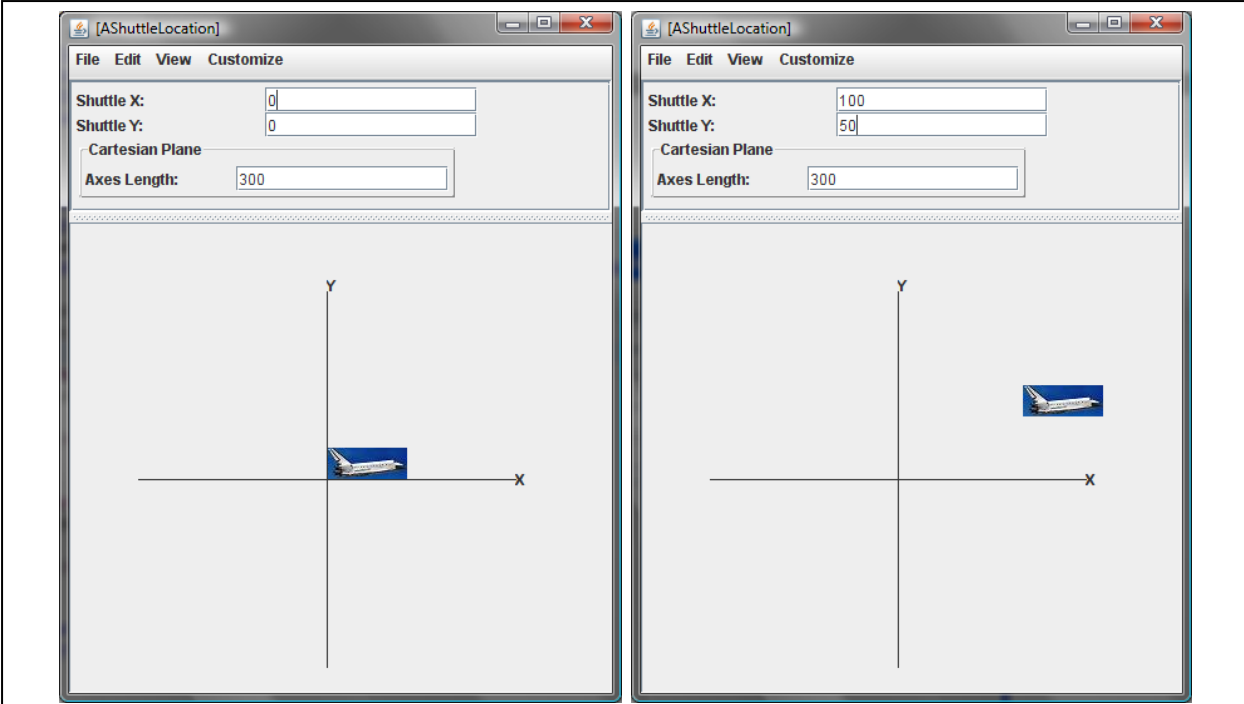 [AShuttleLocation]
File Edit View Customize
Shuttle X: 0
Shuttle Y: 0
Cartesian Plane
Axes Length: 300
Y
X
[AShuttleLocation]
File Edit View Customize
Shuttle X: 100
Shuttle Y: 50
Cartesian Plane
Axes Length: 300
Y
X